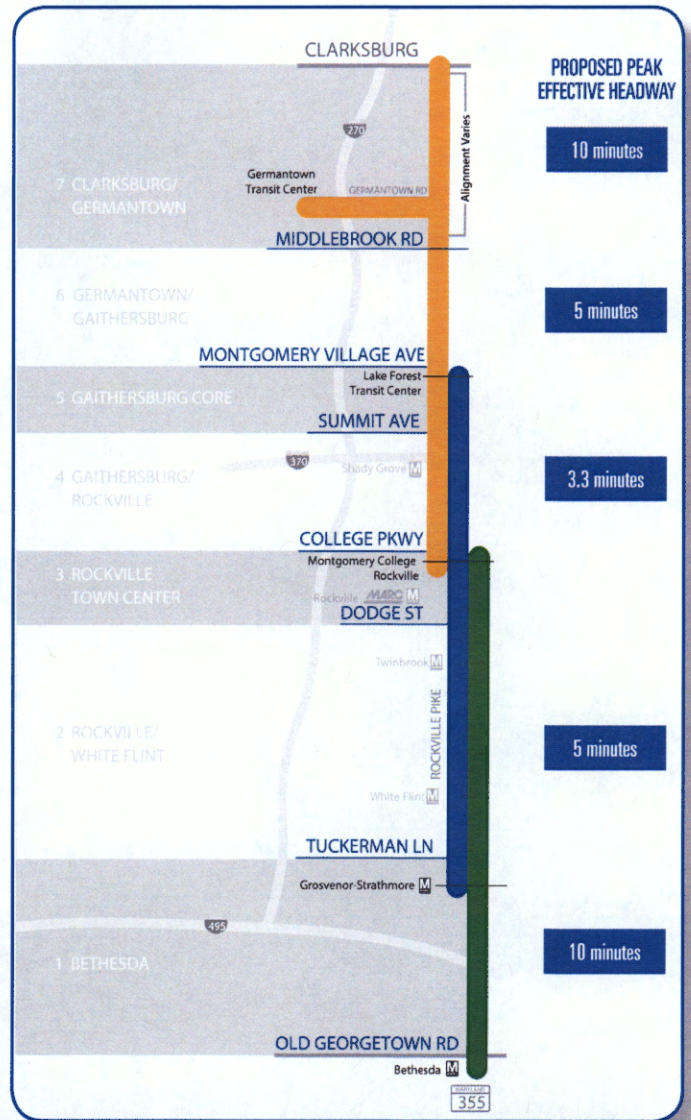 CLARKSBURG
PROPOSED PEAK
EFFECTIVE HEADWAY
10 minutes
270
Alignment Varies
Germantown
Transit Center
GERMANTOWN RD
7 CLARKSBURG/
GERMANTOWN
MIDDLEBROOK RD
6 GERMANTOWN/
GAITHERSBURG
5 minutes
MONTGOMERY VILLAGE AVE
Lake Forest
Transit Center
5 GAITHERSBURG CORE
SUMMIT AVE
370
Shady Grove M
4 GAITHERSBURG/
ROCKVILLE
3.3 minutes
COLLEGE PKWY
Montgomery College
Rockville
3 ROCKVILLE
TOWN CENTER
Rockville MARC M
DODGE ST
Twinbrook M
ROCKVILLE PIKE
2 ROCKVILLE/
WHITE FLINT
5 minutes
White Flint M
TUCKERMAN LN
Grosvenor-Strathmore M
495
1 BETHESDA
10 minutes
OLD GEORGETOWN RD
Bethesda M
MARYLAND
355